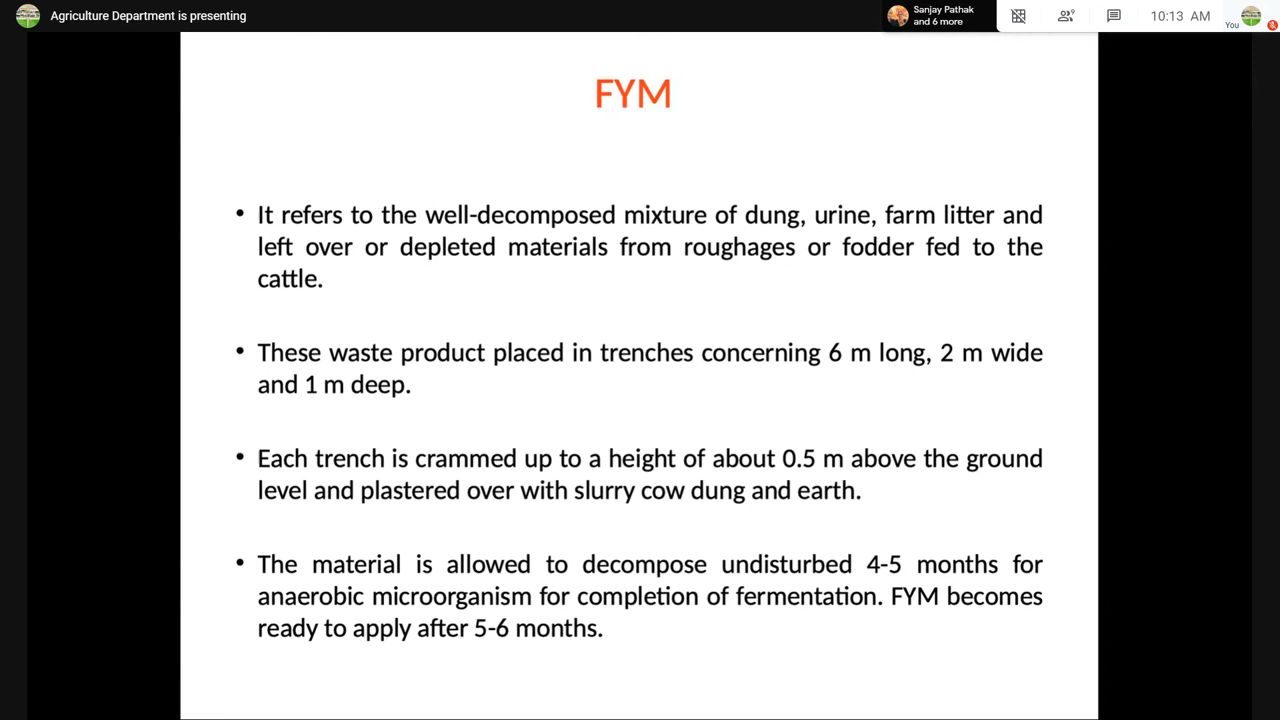 Agriculture Department is presenting
Sanjay Pathak
and 6 more
9
10:13 AM
You
FYM
• It refers to the well-decomposed mixture of dung, urine, farm litter and
left over or depleted materials from roughages or fodder fed to the
cattle.
• These waste product placed in trenches concerning 6 m long, 2 m wide
and 1 m deep.
• Each trench is crammed up to a height of about 0.5 m above the ground
level and plastered over with slurry cow dung and earth.
• The material is allowed to decompose undisturbed 4-5 months for
anaerobic microorganism for completion of fermentation. FYM becomes
ready to apply after 5-6 months.